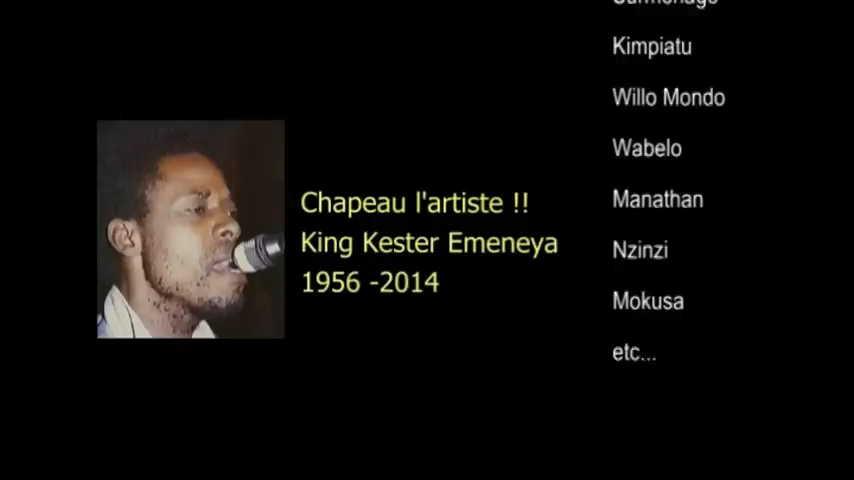 Chapeau l'artiste !!
King Kester Emeneya
1956 -2014
Kimpiatu
Willo Mondo
Wabelo
Manathan
Nzinzi
Mokusa
etc...